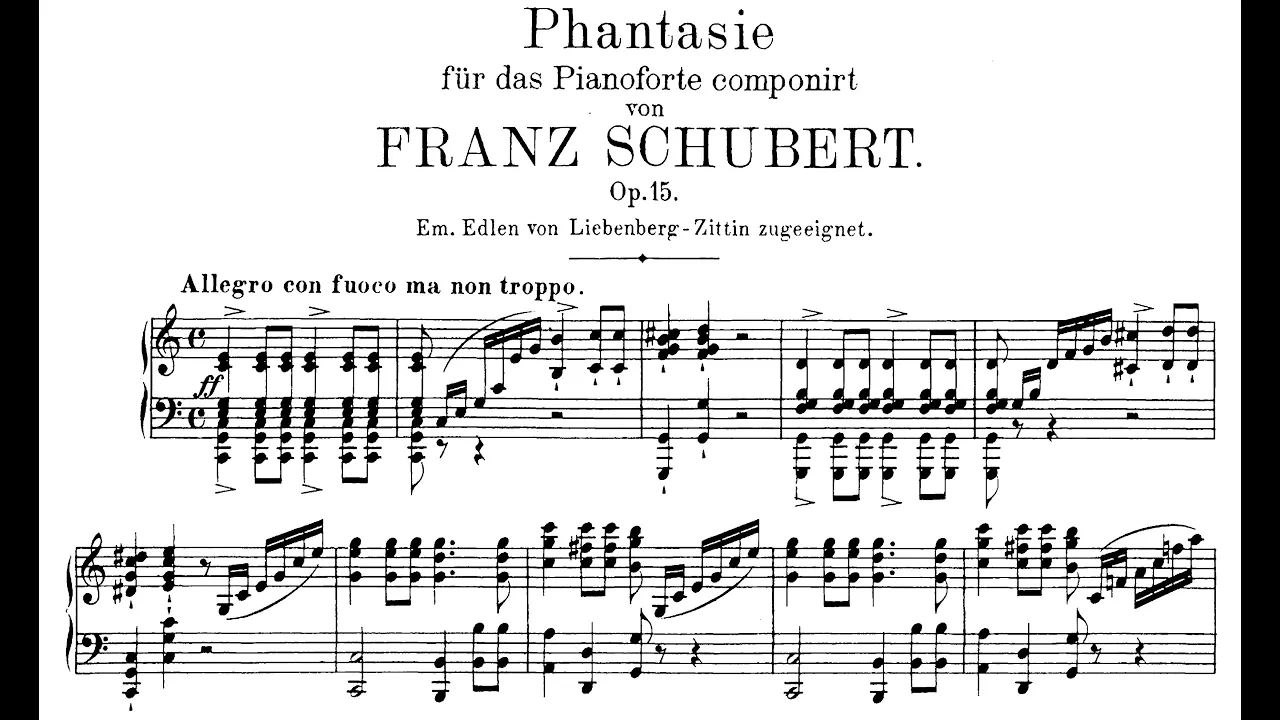 Phantasie
für das Pianoforte componirt
von
FRANZ SCHUBERT.
Op. 15.
Em. Edlen von Liebenberg-Zittin zugeeignet.
Allegro con fuoco ma non troppo.
ff